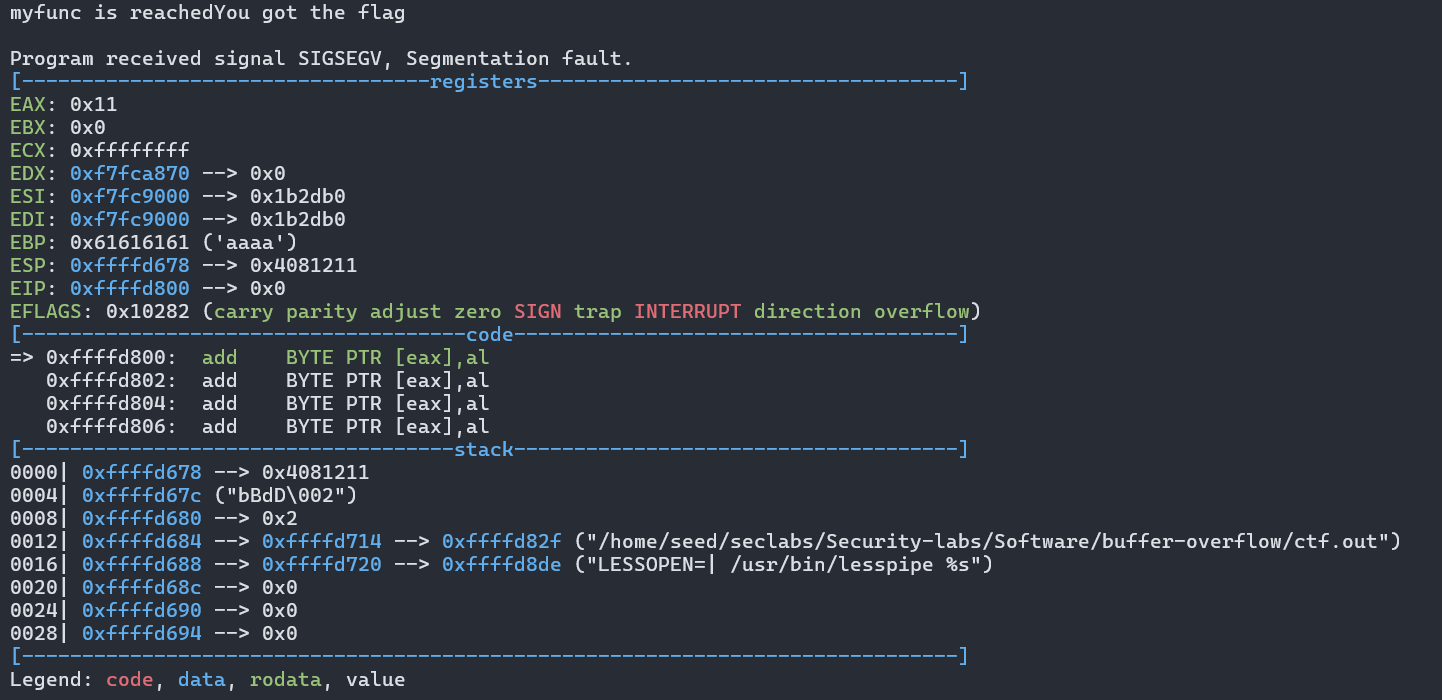 myfunc is reachedYou got the flag

Program received signal SIGSEGV, Segmentation fault.
[----------------------------------registers-----------------------------------]
EAX: 0x11
EBX: 0x0
ECX: 0xffffffff
EDX: 0xf7fca870 --> 0x0
ESI: 0xf7fc9000 --> 0x1b2db0
EDI: 0xf7fc9000 --> 0x1b2db0
EBP: 0x61616161 ('aaaa')
ESP: 0xffffd678 --> 0x4081211
EIP: 0xffffd800 --> 0x0
EFLAGS: 0x10282 (carry parity adjust zero SIGN trap INTERRUPT direction overflow)
[-------------------------------------code-------------------------------------]
=> 0xffffd800:  add    BYTE PTR [eax],al
   0xffffd802:  add    BYTE PTR [eax],al
   0xffffd804:  add    BYTE PTR [eax],al
   0xffffd806:  add    BYTE PTR [eax],al
[------------------------------------stack-------------------------------------]
0000| 0xffffd678 --> 0x4081211
0004| 0xffffd67c ("bBdD\002")
0008| 0xffffd680 --> 0x2
0012| 0xffffd684 --> 0xffffd714 --> 0xffffd82f ("/home/seed/seclabs/Security-labs/Software/buffer-overflow/ctf.out")
0016| 0xffffd688 --> 0xffffd720 --> 0xffffd8de ("LESSOPEN=| /usr/bin/lesspipe %s")
0020| 0xffffd68c --> 0x0
0024| 0xffffd690 --> 0x0
0028| 0xffffd694 --> 0x0
[------------------------------------------------------------------------------]
Legend: code, data, rodata, value